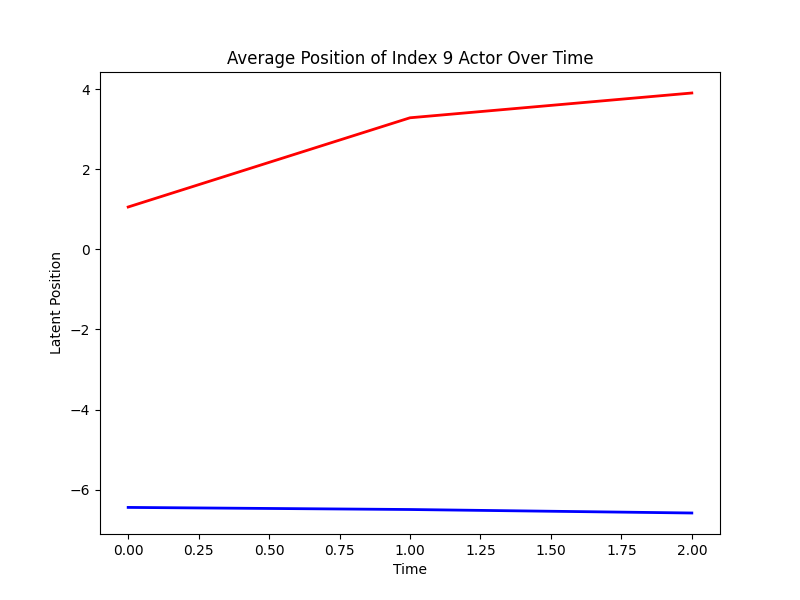 Average Position of Index 9 Actor Over Time
Latent Position
4
2
0
−2
−4
−6
0.00 0.25 0.50 0.75 1.00 1.25 1.50 1.75 2.00
Time